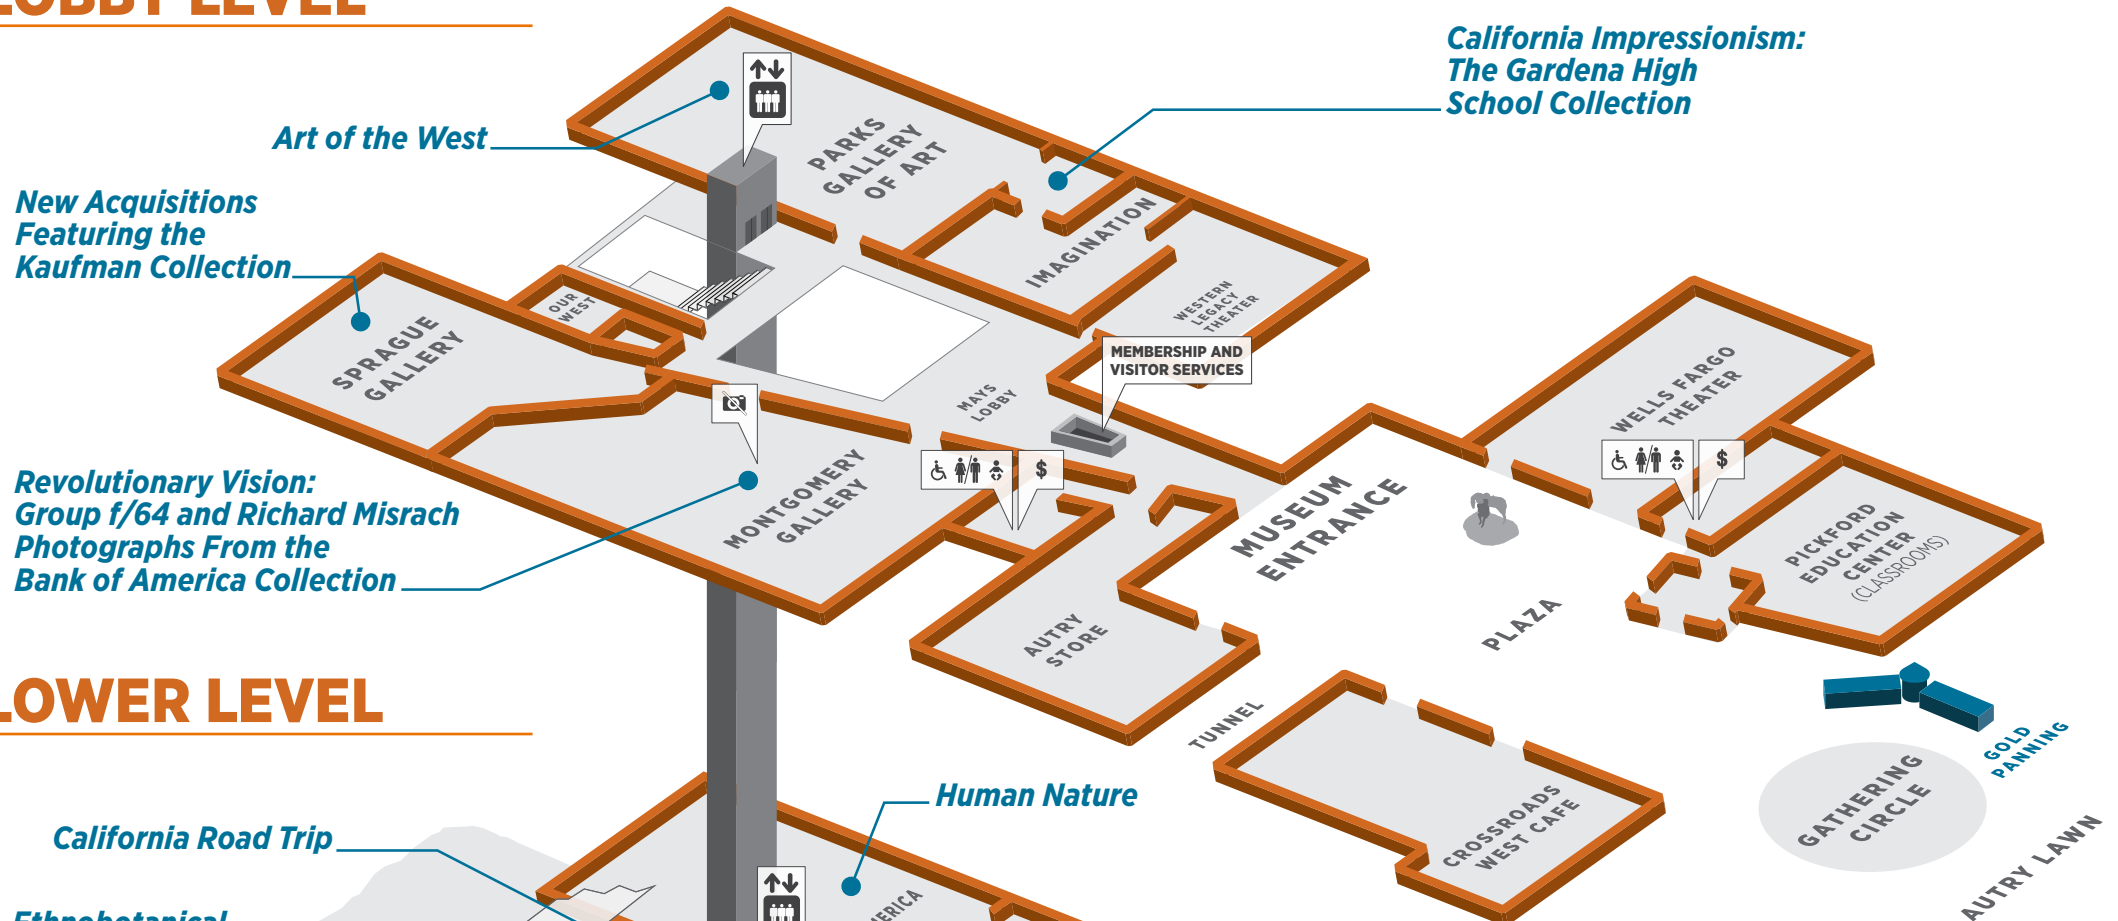 LOBBY LEVEL
California Impressionism:
The Gardena High
School Collection
Art of the West
PARKS
GALLERY
OF ART
New Acquisitions
Featuring the
Kaufman Collection
IMAGINATION
OUR
WEST
WESTERN
LEGACY
THEATER
SPRAGUE
GALLERY
MEMBERSHIP AND
VISITOR SERVICES
MAYS
LOBBY
WELLS FARGO
THEATER
$
$
Revolutionary Vision:
Group f/64 and Richard Misrach
Photographs From the
Bank of America Collection
MONTGOMERY
GALLERY
MUSEUM
ENTRANCE
PICKFORD
EDUCATION
CENTER
(CLASSROOMS)
PLAZA
AUTRY
STORE
LOWER LEVEL
TUNNEL
GOLD
PANNING
Human Nature
GATHERING
CIRCLE
CROSSROADS
WEST CAFE
California Road Trip
AUTRY LAWN
Ethnobotanical